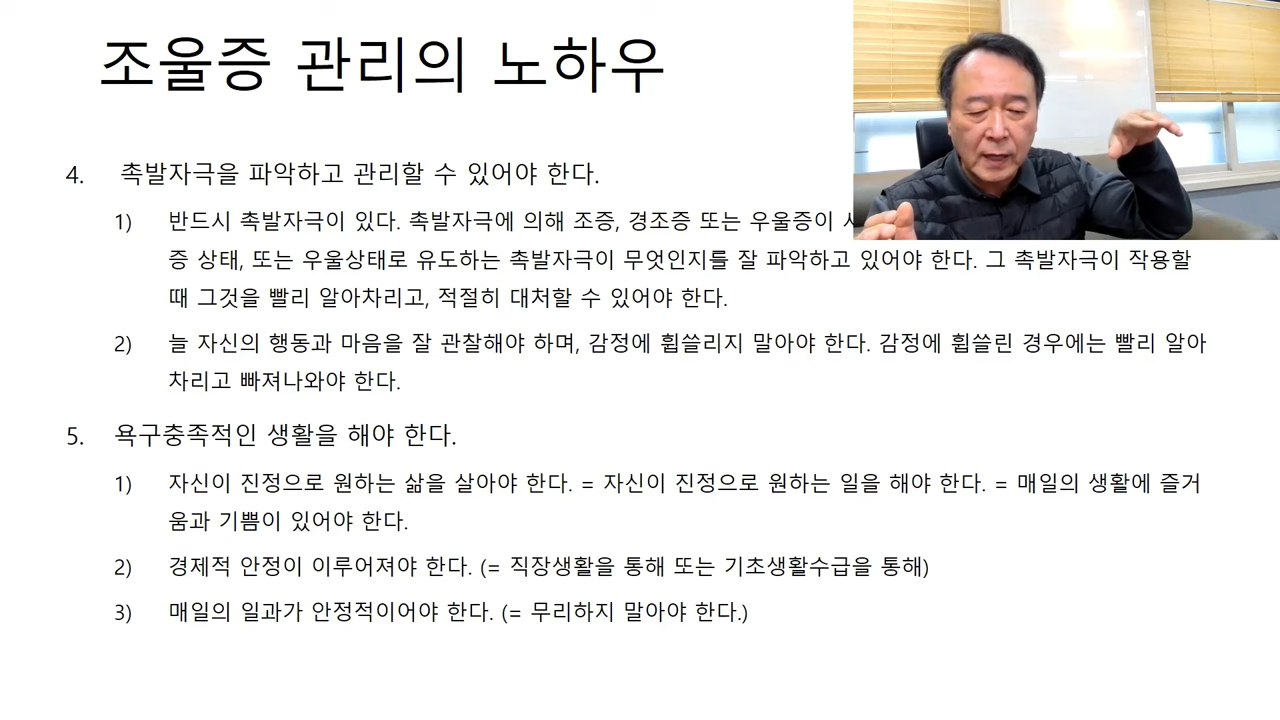 조울증 관리의 노하우
4. 촉발자극을 파악하고 관리할 수 있어야 한다.
1) 반드시 촉발자극이 있다. 촉발자극에 의해 조증, 경조증 또는 우울증이
증 상태, 또는 우울상태로 유도하는 촉발자극이 무엇인지를 잘 파악하고 있어야 한다. 그 촉발자극이 작용할
때 그것을 빨리 알아차리고, 적절히 대처할 수 있어야 한다.
2) 늘 자신의 행동과 마음을 잘 관찰해야 하며, 감정에 휩쓸리지 말아야 한다. 감정에 휩쓸린 경우에는 빨리 알아
차리고 빠져나와야 한다.
5. 욕구충족적인 생활을 해야 한다.
1) 자신이 진정으로 원하는 삶을 살아야 한다. = 자신이 진정으로 원하는 일을 해야 한다. = 매일의 생활에 즐거
움과 기쁨이 있어야 한다.
2) 경제적 안정이 이루어져야 한다. (= 직장생활을 통해 또는 기초생활수급을 통해)
3) 매일의 일과가 안정적이어야 한다. (= 무리하지 말아야 한다.)